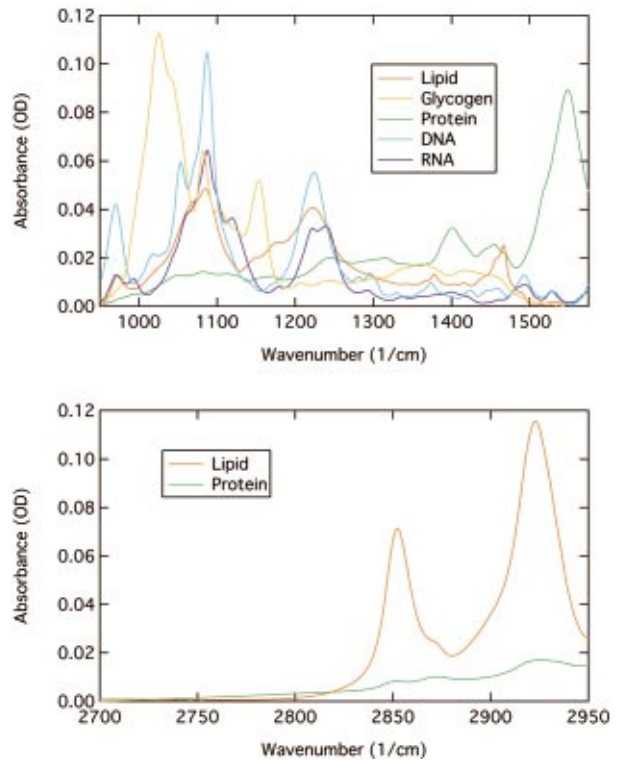 0.12
0.10
0.08
0.06
0.04
0.02
0.00
Absorbance (OD)
Lipid
Glycogen
Protein
DNA
RNA
1000 1100 1200 1300 1400 1500
Wavenumber (1/cm)
0.12
0.10
0.08
0.06
0.04
0.02
0.00
Absorbance (OD)
Lipid
Protein
2700 2750 2800 2850 2900 2950
Wavenumber (1/cm)